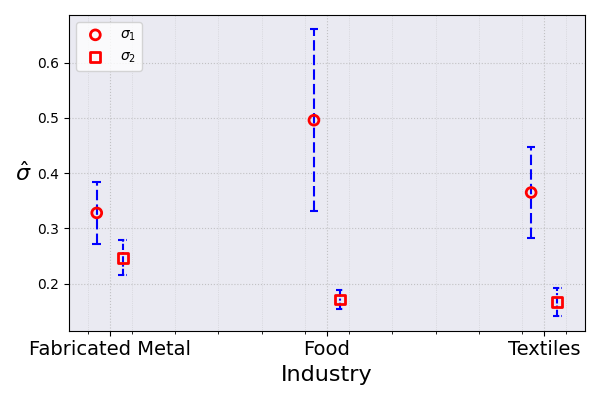 σ₁
σ₂
0.6
0.5
σ̂
0.4
0.3
0.2
Fabricated Metal Food Textiles
Industry